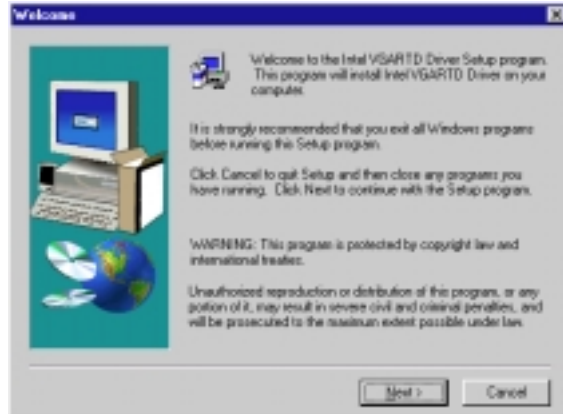 Welcome
Welcome to the Intel VGARTD Driver Setup program.
This program will install Intel VGARTD Driver on your
computer.
It is strongly recommended that you exit all Windows programs
before running this Setup program.
Click Cancel to quit Setup and then close any programs you
have running. Click Next to continue with the Setup program.
WARNING: This program is protected by copyright law and
international treaties.
Unauthorized reproduction or distribution of this program, or any
portion of it, may result in severe civil and criminal penalties, and
will be prosecuted to the maximum extent possible under law.
Next >
Cancel